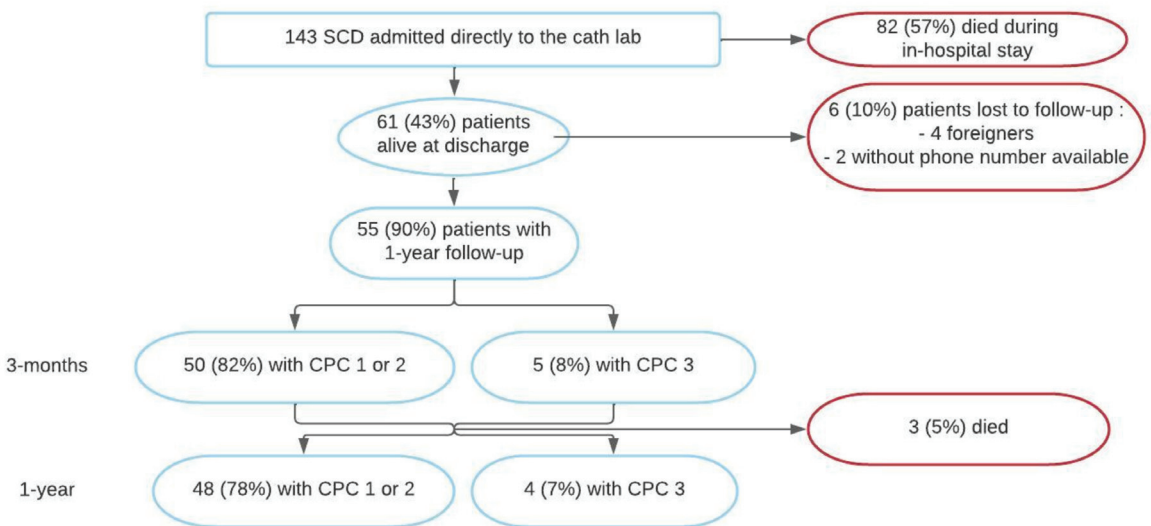 143 SCD admitted directly to the cath lab
82 (57%) died during
in-hospital stay
61 (43%) patients
alive at discharge
6 (10%) patients lost to follow-up :
- 4 foreigners
- 2 without phone number available
55 (90%) patients with
1-year follow-up
3-months
50 (82%) with CPC 1 or 2
5 (8%) with CPC 3
3 (5%) died
1-year
48 (78%) with CPC 1 or 2
4 (7%) with CPC 3